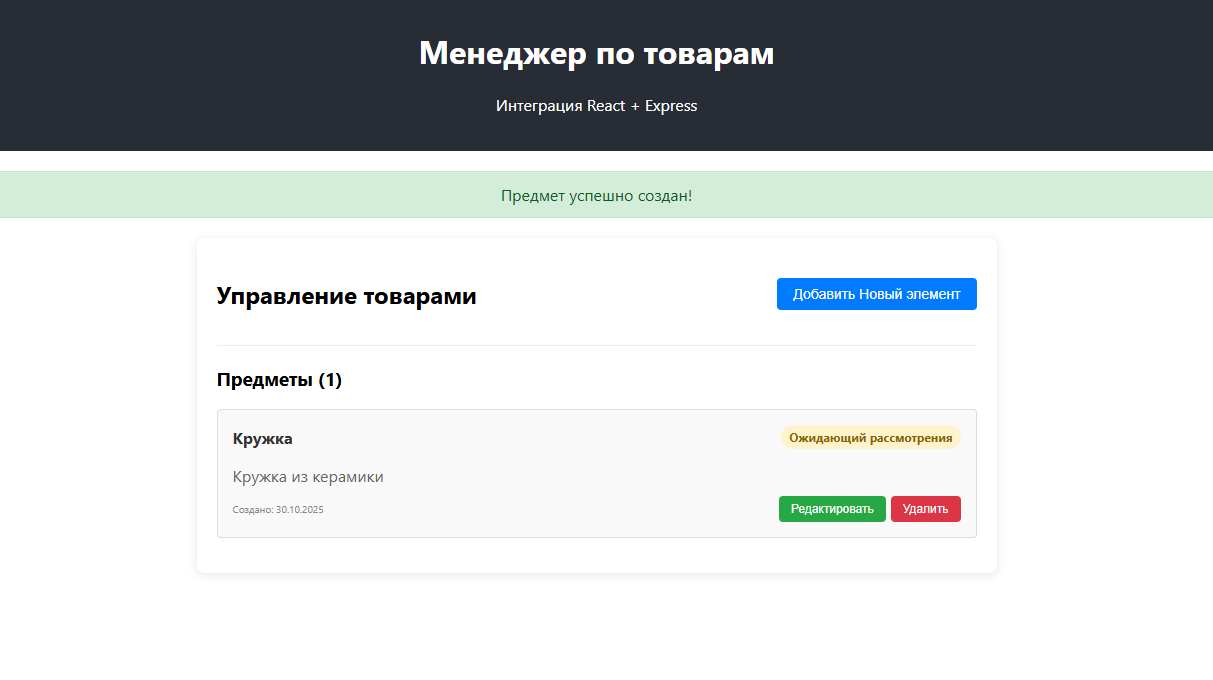 Менеджер по товарам
Интеграция React + Express
Предмет успешно создан!
Управление товарами
Добавить Новый элемент
Предметы (1)
Кружка
Ожидающий рассмотрения
Кружка из керамики
Создано: 30.10.2025
Редактировать
Удалить